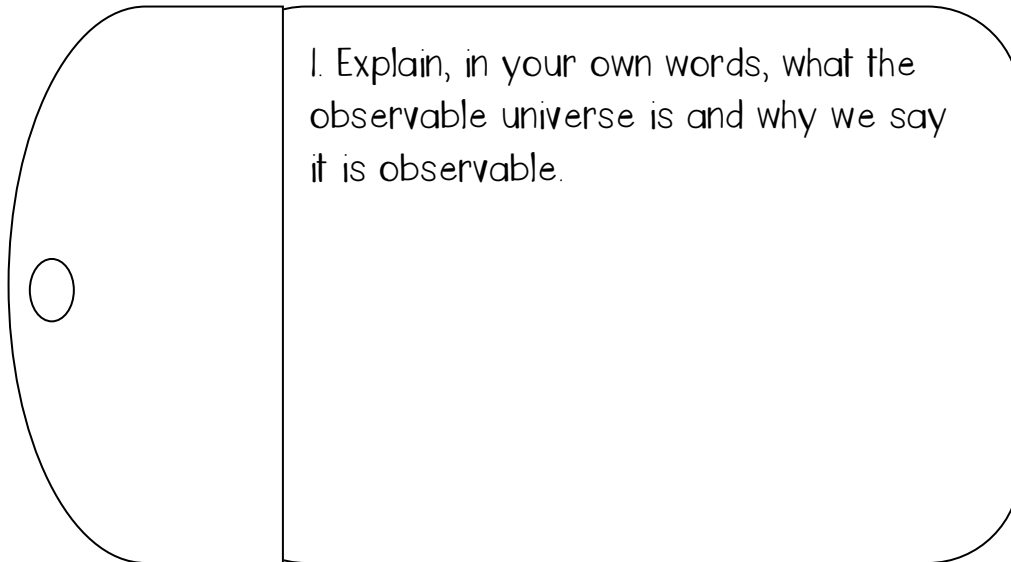 1. Explain, in your own words, what the
observable universe is and why we say
it is observable.